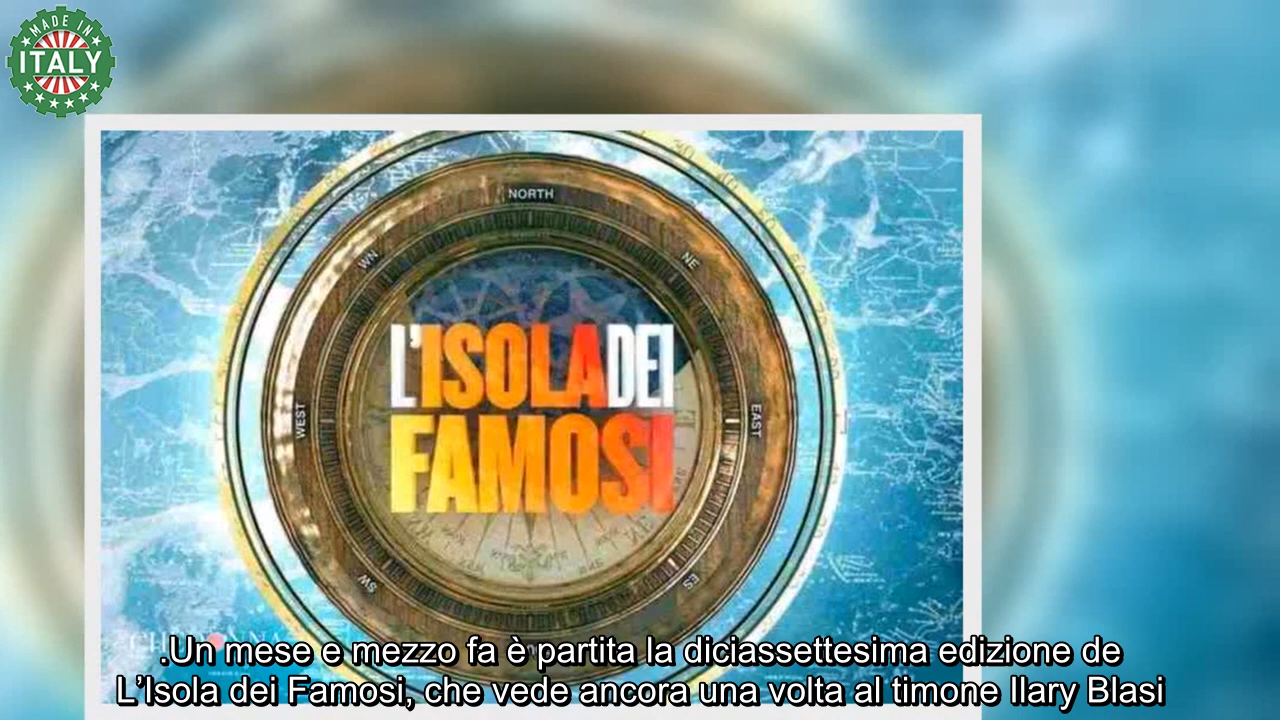 MADE IN
ITALY
NORTH
WN
NE
L'ISOLA DEI
FAMOSI
WEST
EAST
SW
ES
.Un mese e mezzo fa è partita la diciassettesima edizione de
L’Isola dei Famosi, che vede ancora una volta al timone Ilary Blasi